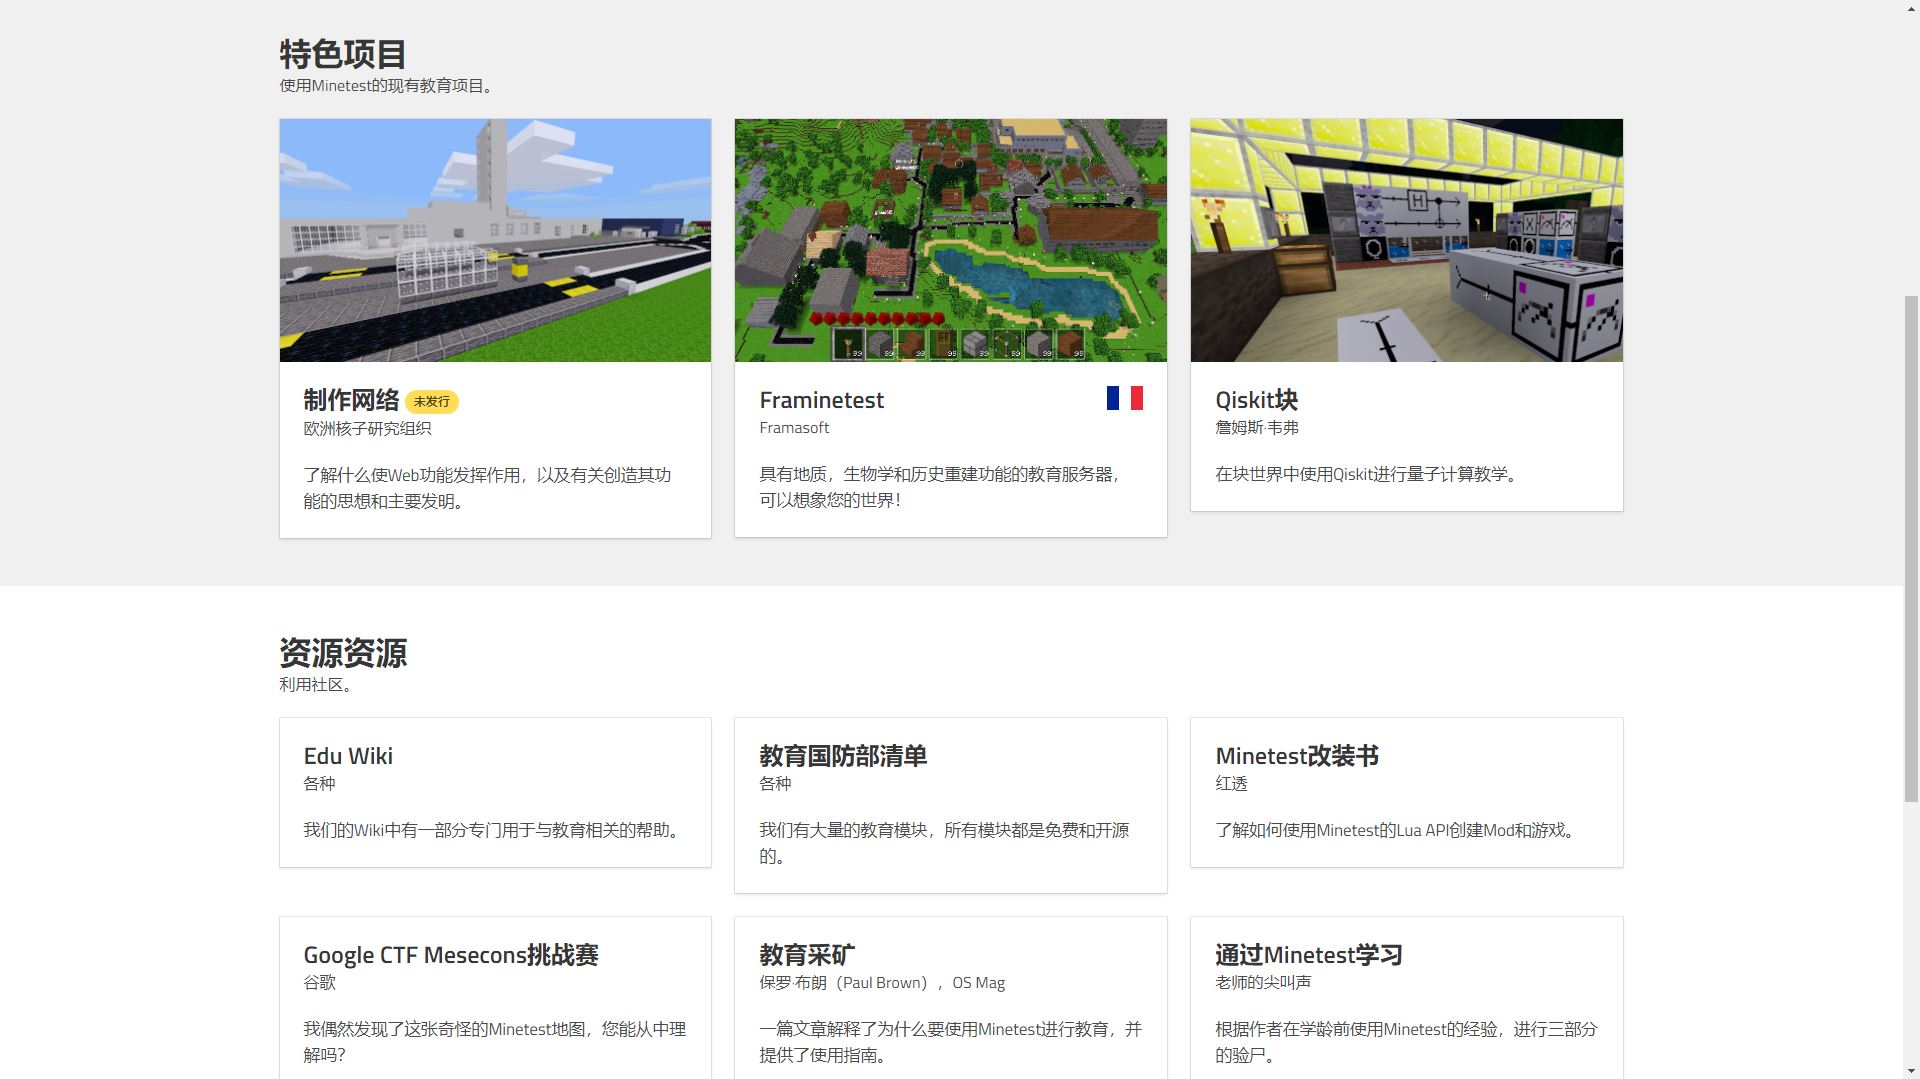 特色项目
使用Minetest的现有教育项目。
制作网络 未发行
欧洲核子研究组织
了解什么使Web功能发挥作用，以及有关创造其功
能的思想和主要发明。
Framinetest
Framasoft
具有地质，生物学和历史重建功能的教育服务器，
可以想象您的世界！
Qiskit块
詹姆斯·韦弗
在块世界中使用Qiskit进行量子计算教学。
资源资源
利用社区。
Edu Wiki
各种
我们的Wiki中有一部分专门用于与教育相关的帮助。
教育国防部清单
各种
我们有大量的教育模块，所有模块都是免费和开源
的。
Minetest改装书
红透
了解如何使用Minetest的Lua API创建Mod和游戏。
Google CTF Mesecons挑战赛
谷歌
我偶然发现了这张奇怪的Minetest地图，您能从中理
解吗？
教育采矿
保罗·布朗（Paul Brown），OS Mag
一篇文章解释了为什么要使用Minetest进行教育，并
提供了使用指南。
通过Minetest学习
老师的尖叫声
根据作者在学龄前使用Minetest的经验，进行三部分
的验尸。